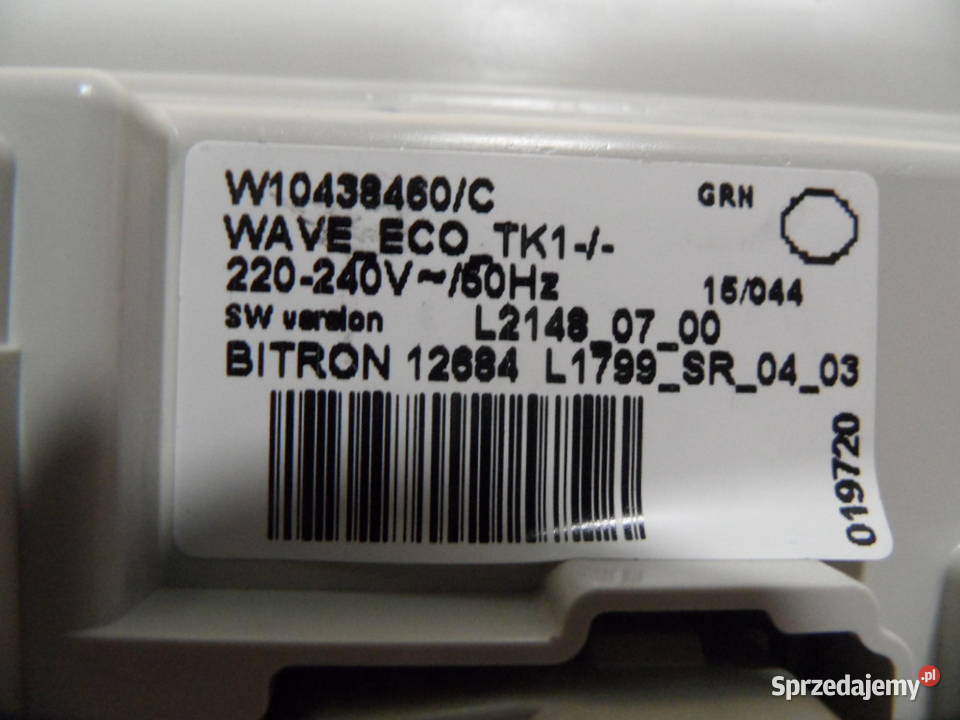 W10438460/C
GRN
WAVE_ECO_TK1-/-
220-240V~/50Hz
15/044
SW version L2148_07_00
BITRON 12684 L1799_SR_04_03
019720
Sprzedajemy.pl